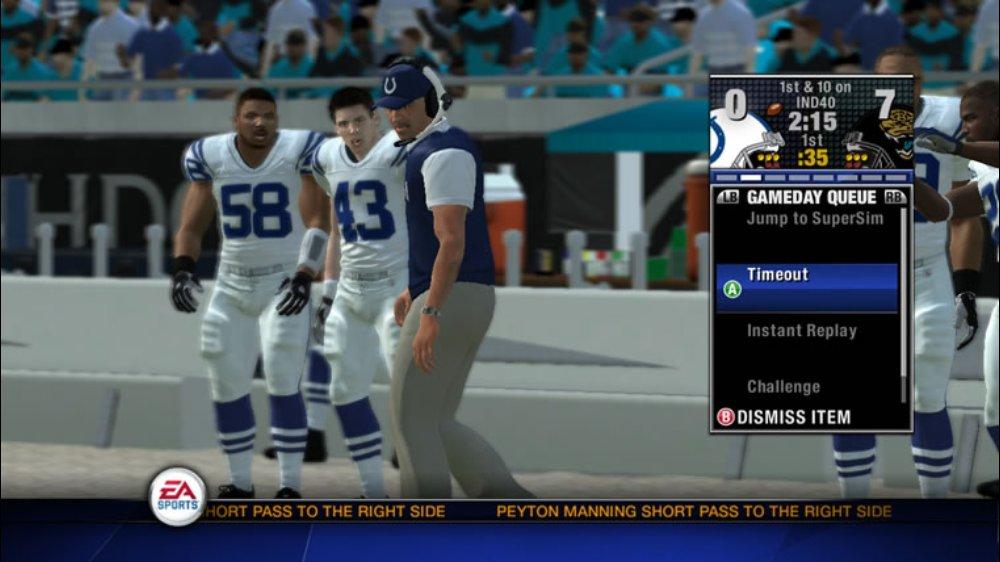 1st & 10 on
IND40
0
7
2:15
1st
:35
LB GAMEDAY QUEUE RB
Jump to SuperSim
Timeout
A
Instant Replay
Challenge
B DISMISS ITEM
58
43
EA
SPORTS
HORT PASS TO THE RIGHT SIDE PEYTON MANNING SHORT PASS TO THE RIGHT SIDE